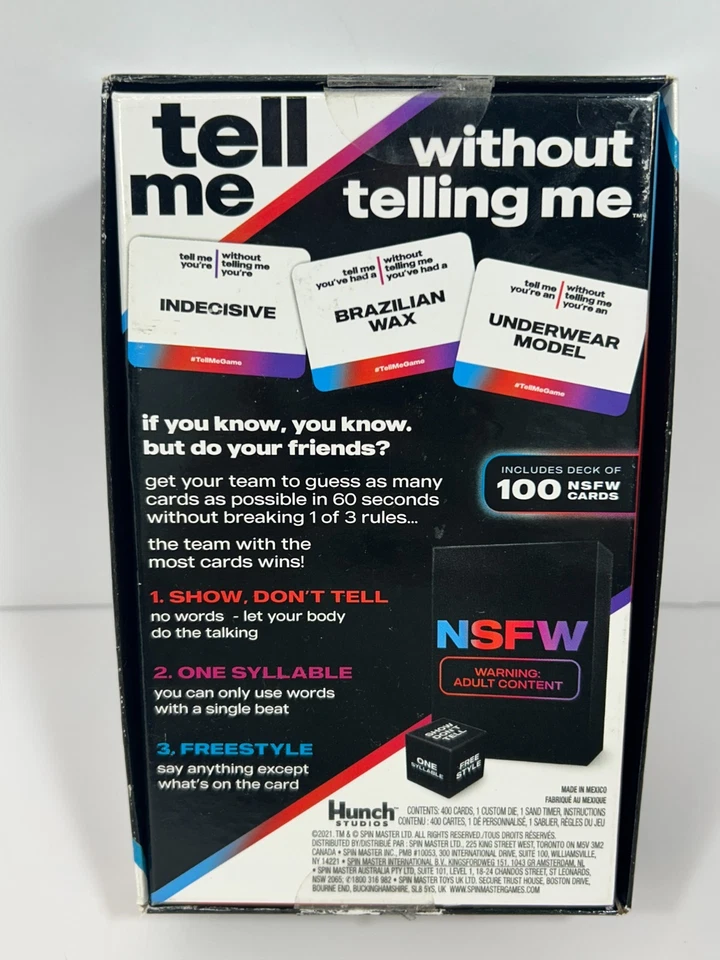 tell
me
without
telling me™
tell me | without
you're | telling me
you're
INDECISIVE
#TellMeGame
tell me | without
you've had a | telling me
you've had a
BRAZILIAN
WAX
#TellMeGame
tell me | without
you're an | telling me
you're an
UNDERWEAR
MODEL
#TellMeGame
if you know, you know.
but do your friends?
get your team to guess as many
cards as possible in 60 seconds
without breaking 1 of 3 rules...
the team with the
most cards wins!
INCLUDES DECK OF
100 NSFW
CARDS
1. SHOW, DON'T TELL
no words - let your body
do the talking
2. ONE SYLLABLE
you can only use words
with a single beat
3. FREESTYLE
say anything except
what's on the card
NSFW
WARNING:
ADULT CONTENT
SHOW
DON'T
TELL
ONE
SYLLABLE
FREE
STYLE
MADE IN MEXICO
FABRIQUÉ AU MEXIQUE
Hunch™
STUDIOS
CONTENTS: 400 CARDS, 1 CUSTOM DIE, 1 SAND TIMER, INSTRUCTIONS
CONTENU : 400 CARTES, 1 DÉ PERSONNALISÉ, 1 SABLIER, RÈGLES DU JEU
©2021. TM & © SPIN MASTER LTD. ALL RIGHTS RESERVED./TOUS DROITS RÉSERVÉS.
DISTRIBUTED BY/DISTRIBUÉ PAR : SPIN MASTER LTD., 225 KING STREET WEST, TORONTO ON M5V 3M2
CANADA • SPIN MASTER INC., PMB #10053, 300 INTERNATIONAL DRIVE, SUITE 100, WILLIAMSVILLE,
NY 14221 • SPIN MASTER INTERNATIONAL B.V., KINGSFORDWEG 151, 1043 GR AMSTERDAM, NL
• SPIN MASTER AUSTRALIA PTY LTD, SUITE 101, LEVEL 1, 18-24 CHANDOS STREET, ST LEONARDS,
NSW 2065, ✆1800 316 982 • SPIN MASTER TOYS UK LTD. SECURE TRUST HOUSE, BOSTON DRIVE,
BOURNE END, BUCKINGHAMSHIRE, SL8 5YS, UK WWW.SPINMASTERGAMES.COM